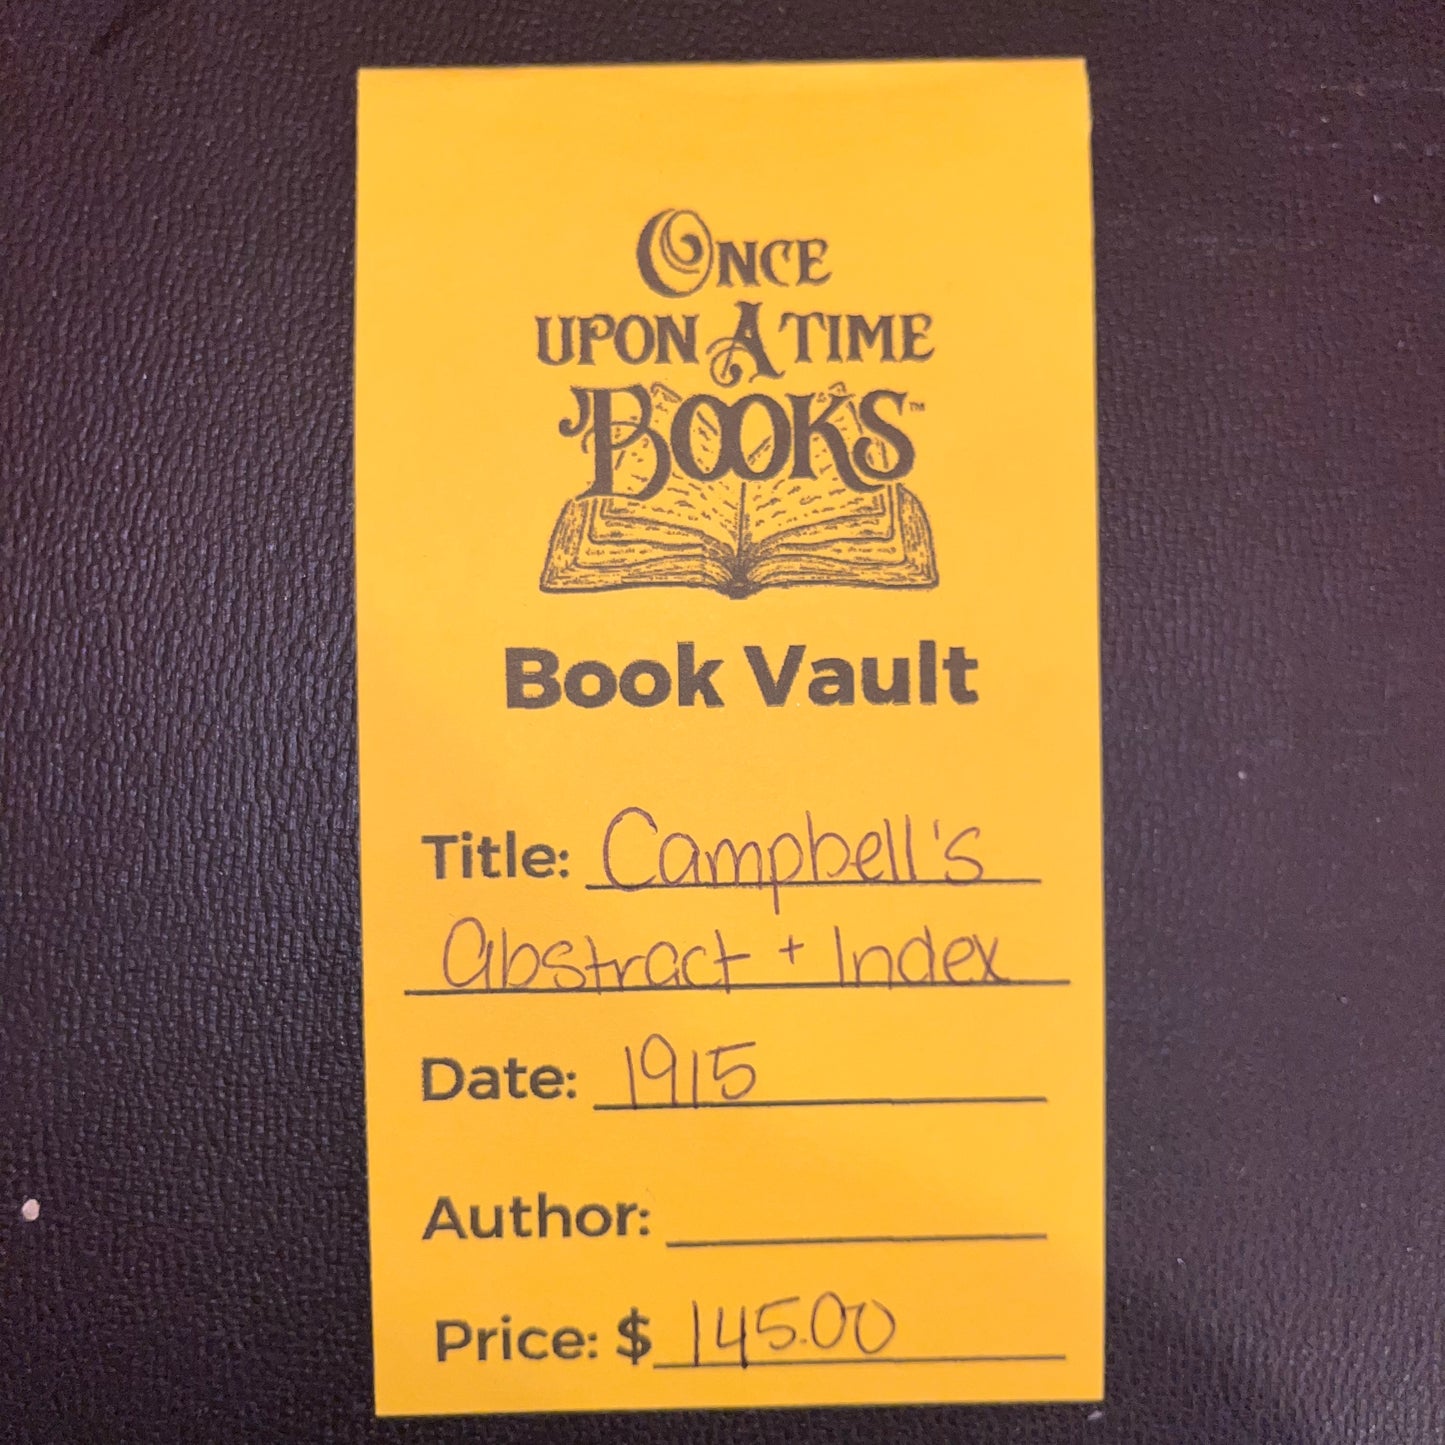 Once
upon A time
Books™
Book Vault
Title: Campbell's
Abstract + Index
Date: 1915
Author:
Price: $ 145.00